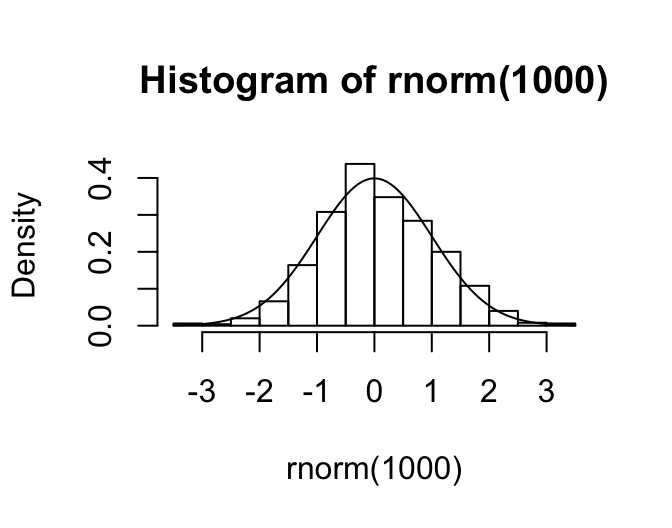 Histogram of rnorm(1000)
Density
0.4
0.2
0.0
-3 -2 -1 0 1 2 3
rnorm(1000)